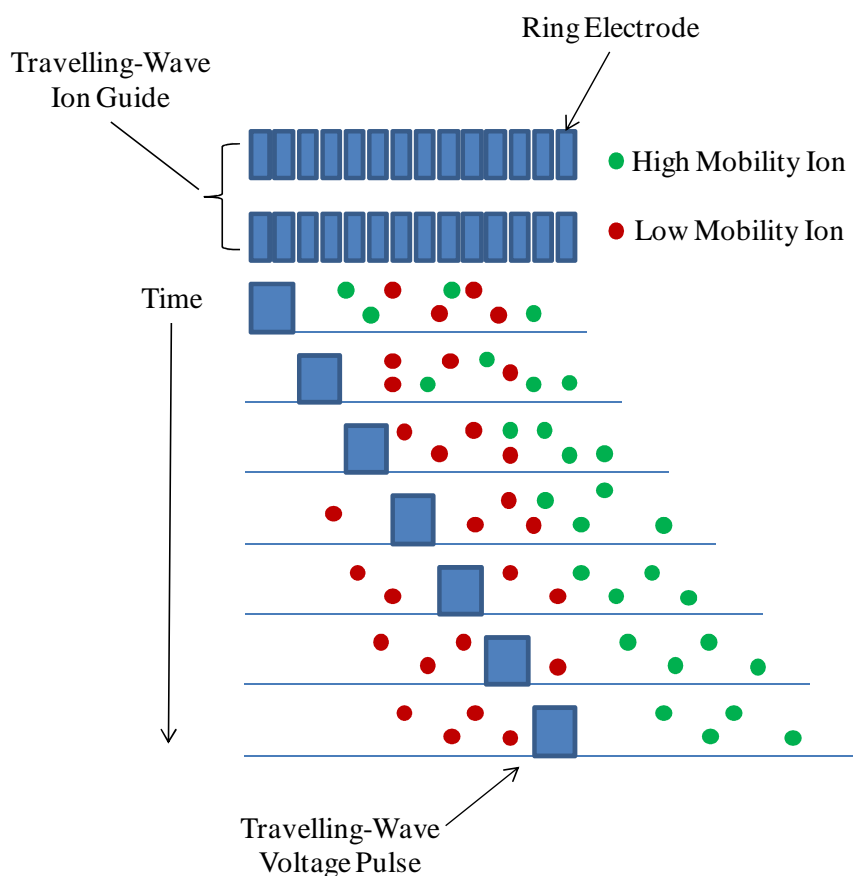 Ring Electrode
Travelling-Wave
Ion Guide
High Mobility Ion
Low Mobility Ion
Time
Travelling-Wave
Voltage Pulse